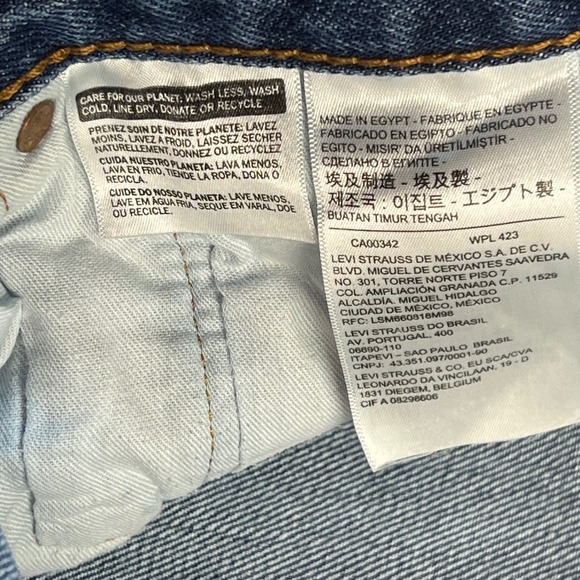 CARE FOR OUR PLANET: WASH LESS, WASH
COLD, LINE DRY, DONATE OR RECYCLE
PRENEZ SOIN DE NOTRE PLANETE: LAVEZ
MOINS, LAVEZ A FROID, LAISSEZ SECHER
NATURELLEMENT, DONNEZ OU RECYCLEZ
CUIDA NUESTRO PLANETA: LAVA MENOS,
LAVA EN FRIO, TIENDE LA ROPA, DONA O
RECICLA.
CUIDE DO NOSSO PLANETA: LAVE MENOS,
LAVE EM ÁGUA FRIA, SEQUE EM VARAL, DOE
OU RECICLE.
MADE IN EGYPT - FABRIQUE EN EGYPTE -
FABRICADO EN EGIPTO - FABRICADO NO
EGITO - MISIR' DA ÜRETİLMİŞTİR -
СДЕЛАНО В ЕГИПТЕ -
埃及制造 - 埃及製 -
제조국 : 이집트 - エジプト製 -
BUATAN TIMUR TENGAH
CA00342 WPL 423
LEVI STRAUSS DE MÉXICO S.A. DE C.V.
BLVD. MIGUEL DE CERVANTES SAAVEDRA
NO. 301, TORRE NORTE PISO 7
COL. AMPLIACIÓN GRANADA C.P. 11529
ALCALDÍA. MIGUEL HIDALGO
CIUDAD DE MÉXICO, MÉXICO
RFC: LSM660816M98
LEVI STRAUSS DO BRASIL
AV. PORTUGAL, 400
06690-110
ITAPEVI - SAO PAULO BRASIL
CNPJ: 43.351.097/0001-90
LEVI STRAUSS & CO. EU SCA/CVA
LEONARDO DA VINCILAAN, 19 - D
1831 DIEGEM, BELGIUM
CIF A 08298606